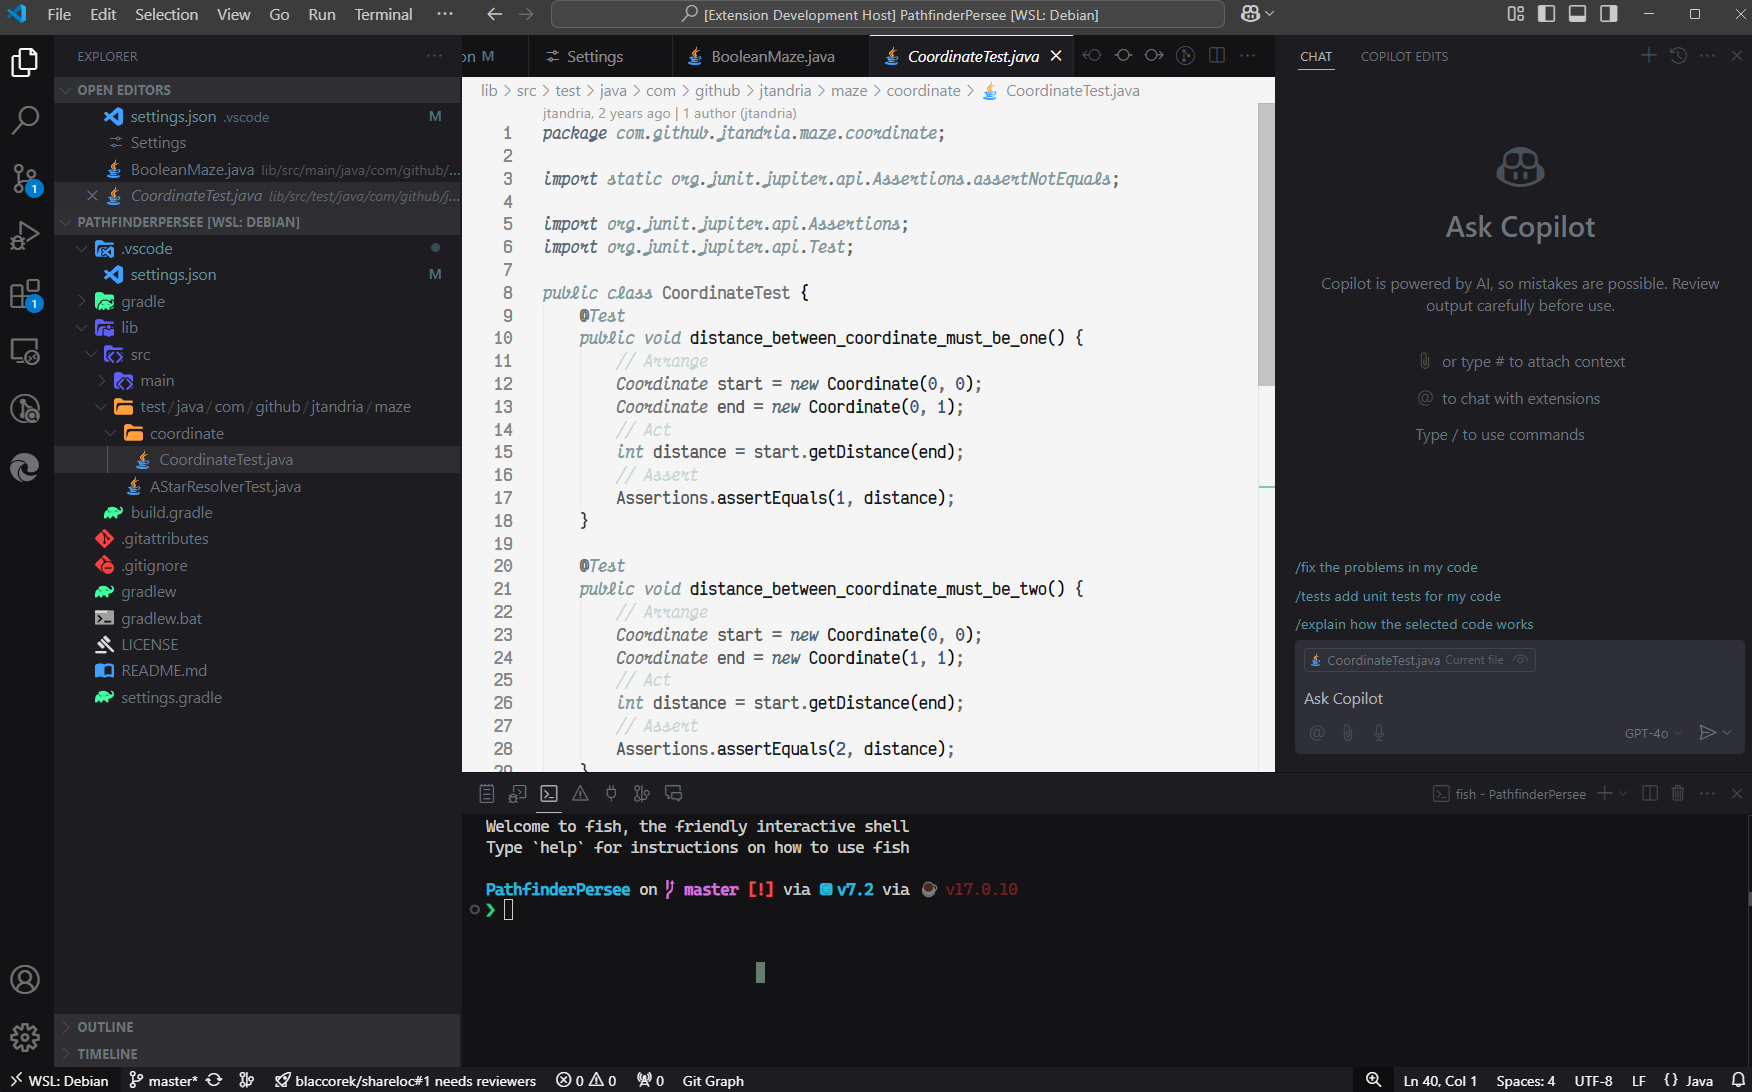 File Edit Selection View Go Run Terminal ···
[Extension Development Host] PathfinderPersee [WSL: Debian]
EXPLORER
OPEN EDITORS
settings.json .vscode M
Settings
BooleanMaze.java lib/src/main/java/com/github/...
CoordinateTest.java lib/src/test/java/com/github/j...
PATHFINDERPERSEE [WSL: DEBIAN]
.vscode
settings.json M
gradle
lib
src
main
test/java/com/github/jtandria/maze
coordinate
CoordinateTest.java
AStarResolverTest.java
build.gradle
.gitattributes
.gitignore
gradlew
gradlew.bat
LICENSE
README.md
settings.gradle
OUTLINE
TIMELINE
1
1
on M Settings BooleanMaze.java CoordinateTest.java
lib > src > test > java > com > github > jtandria > maze > coordinate > CoordinateTest.java
jtandria, 2 years ago | 1 author (jtandria)
1 package com.github.jtandria.maze.coordinate;
2
3 import static org.junit.jupiter.api.Assertions.assertNotEquals;
4
5 import org.junit.jupiter.api.Assertions;
6 import org.junit.jupiter.api.Test;
7
8 public class CoordinateTest {
9 @Test
10 public void distance_between_coordinate_must_be_one() {
11 // Arrange
12 Coordinate start = new Coordinate(0, 0);
13 Coordinate end = new Coordinate(0, 1);
14 // Act
15 int distance = start.getDistance(end);
16 // Assert
17 Assertions.assertEquals(1, distance);
18 }
19
20 @Test
21 public void distance_between_coordinate_must_be_two() {
22 // Arrange
23 Coordinate start = new Coordinate(0, 0);
24 Coordinate end = new Coordinate(1, 1);
25 // Act
26 int distance = start.getDistance(end);
27 // Assert
28 Assertions.assertEquals(2, distance);
29 }
CHAT COPILOT EDITS
Ask Copilot
Copilot is powered by AI, so mistakes are possible. Review
output carefully before use.
or type # to attach context
@ to chat with extensions
Type / to use commands
/fix the problems in my code
/tests add unit tests for my code
/explain how the selected code works
CoordinateTest.java Current file
Ask Copilot
@ GPT-4o
fish - PathfinderPersee
Welcome to fish, the friendly interactive shell
Type `help` for instructions on how to use fish
PathfinderPersee on master [!] via v7.2 via v17.0.10
❯
WSL: Debian master* blaccorek/shareloc#1 needs reviewers 0 0 0 Git Graph Ln 40, Col 1 Spaces: 4 UTF-8 LF {} Java